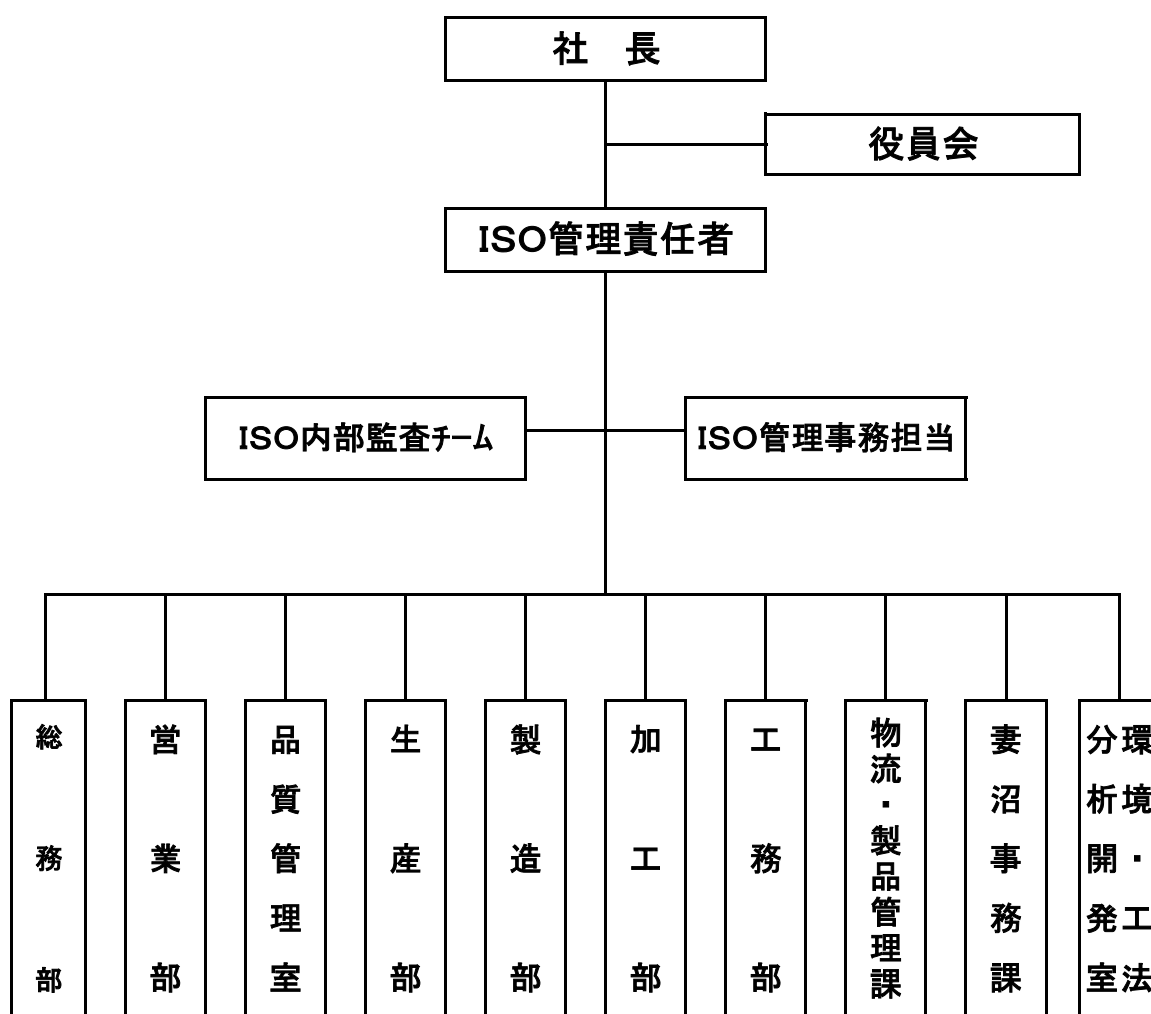 社　長
役員会
ISO管理責任者
ISO内部監査ﾁｰﾑ
ISO管理事務担当
総務部
営業部
品質管理室
生産部
製造部
加工部
工務部
物流・製品管理課
妻沼事務課
環境・工法
分析開発室